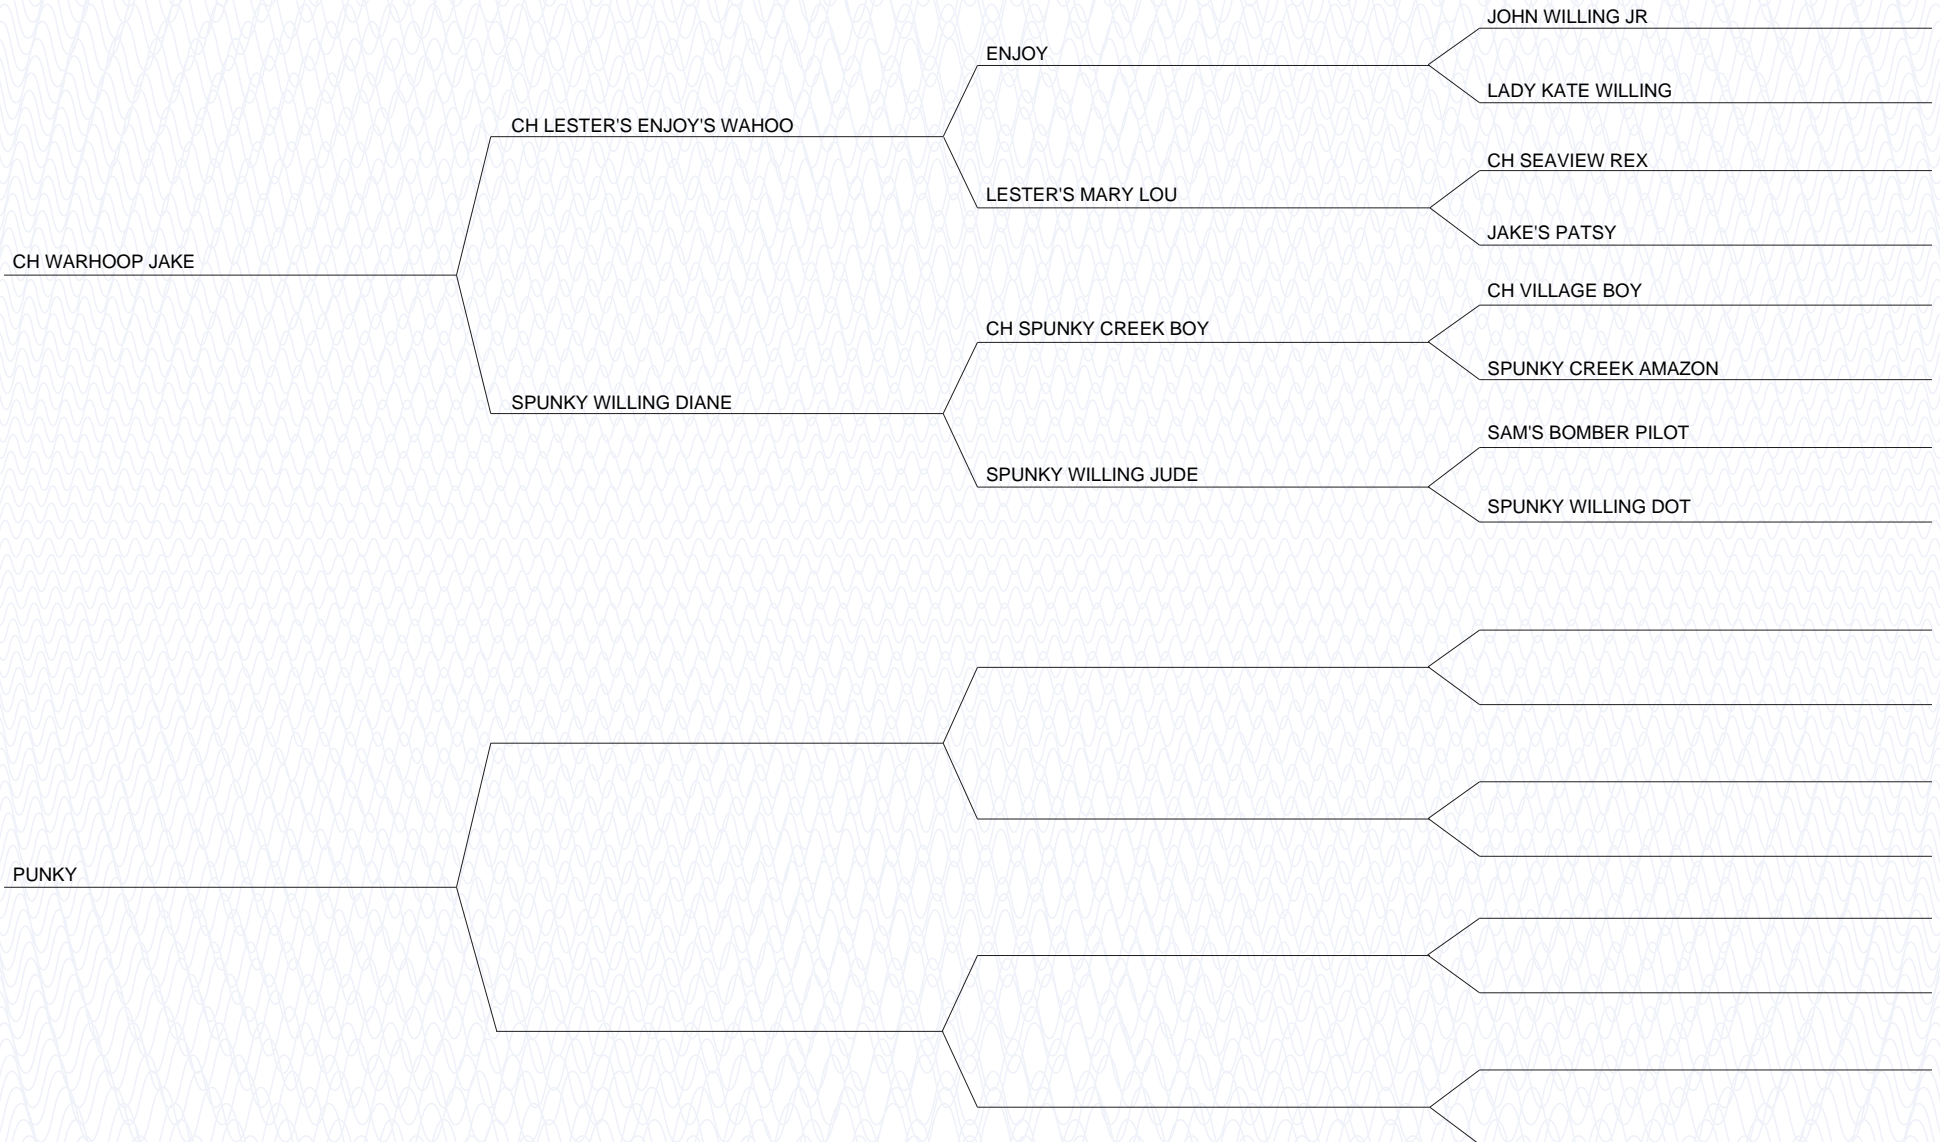 JOHN WILLING JR
ENJOY
LADY KATE WILLING
CH LESTER'S ENJOY'S WAHOO
CH SEAVIEW REX
LESTER'S MARY LOU
JAKE'S PATSY
CH WARHOOP JAKE
CH VILLAGE BOY
CH SPUNKY CREEK BOY
SPUNKY CREEK AMAZON
SPUNKY WILLING DIANE
SAM'S BOMBER PILOT
SPUNKY WILLING JUDE
SPUNKY WILLING DOT
PUNKY